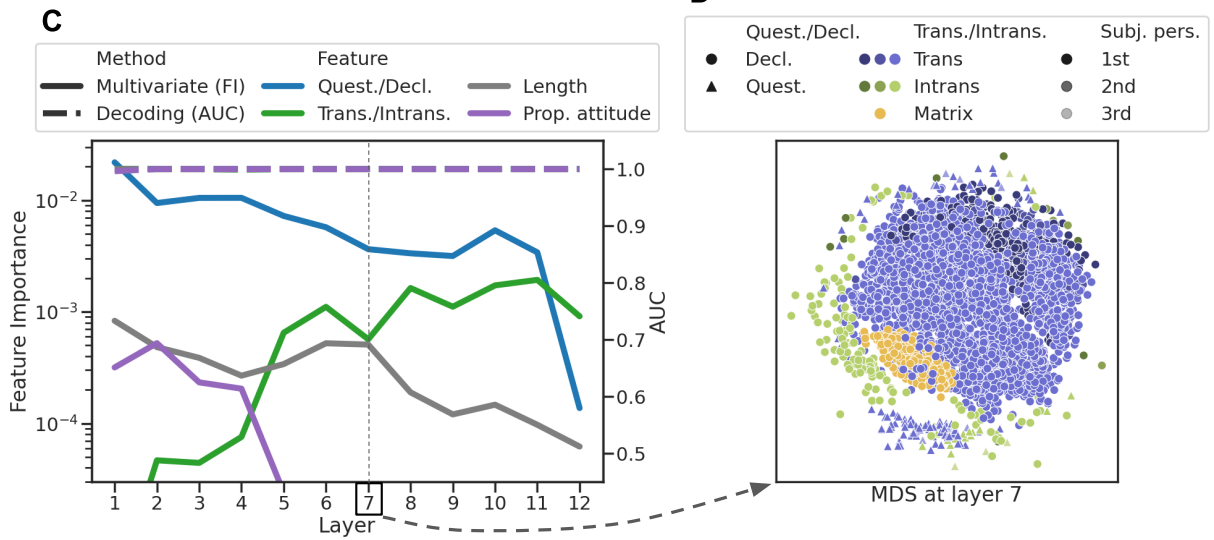 C
Method Feature
Multivariate (FI) Quest./Decl. Length
Decoding (AUC) Trans./Intrans. Prop. attitude
Feature Importance
10⁻²
10⁻³
10⁻⁴
1.0
0.9
0.8
0.7
0.6
0.5
AUC
1 2 3 4 5 6 7 8 9 10 11 12
Layer
Quest./Decl. Trans./Intrans. Subj. pers.
Decl. Trans 1st
Quest. Intrans 2nd
Matrix 3rd
MDS at layer 7